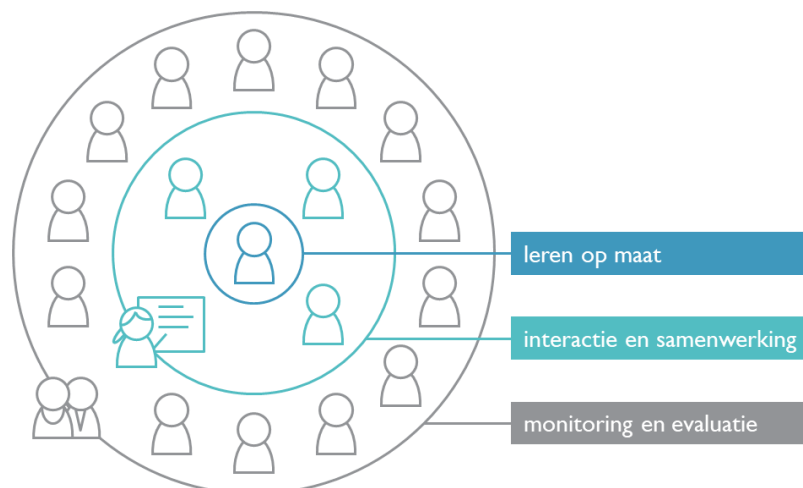 leren op maat
interactie en samenwerking
monitoring en evaluatie